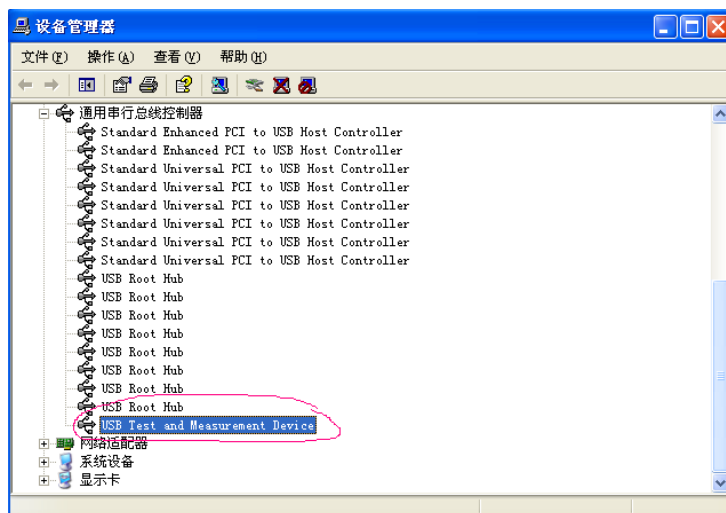 设备管理器
文件(F) 操作(A) 查看(V) 帮助(H)
通用串行总线控制器
Standard Enhanced PCI to USB Host Controller
Standard Enhanced PCI to USB Host Controller
Standard Universal PCI to USB Host Controller
Standard Universal PCI to USB Host Controller
Standard Universal PCI to USB Host Controller
Standard Universal PCI to USB Host Controller
Standard Universal PCI to USB Host Controller
Standard Universal PCI to USB Host Controller
USB Root Hub
USB Root Hub
USB Root Hub
USB Root Hub
USB Root Hub
USB Root Hub
USB Root Hub
USB Root Hub
USB Test and Measurement Device
网络适配器
系统设备
显示卡